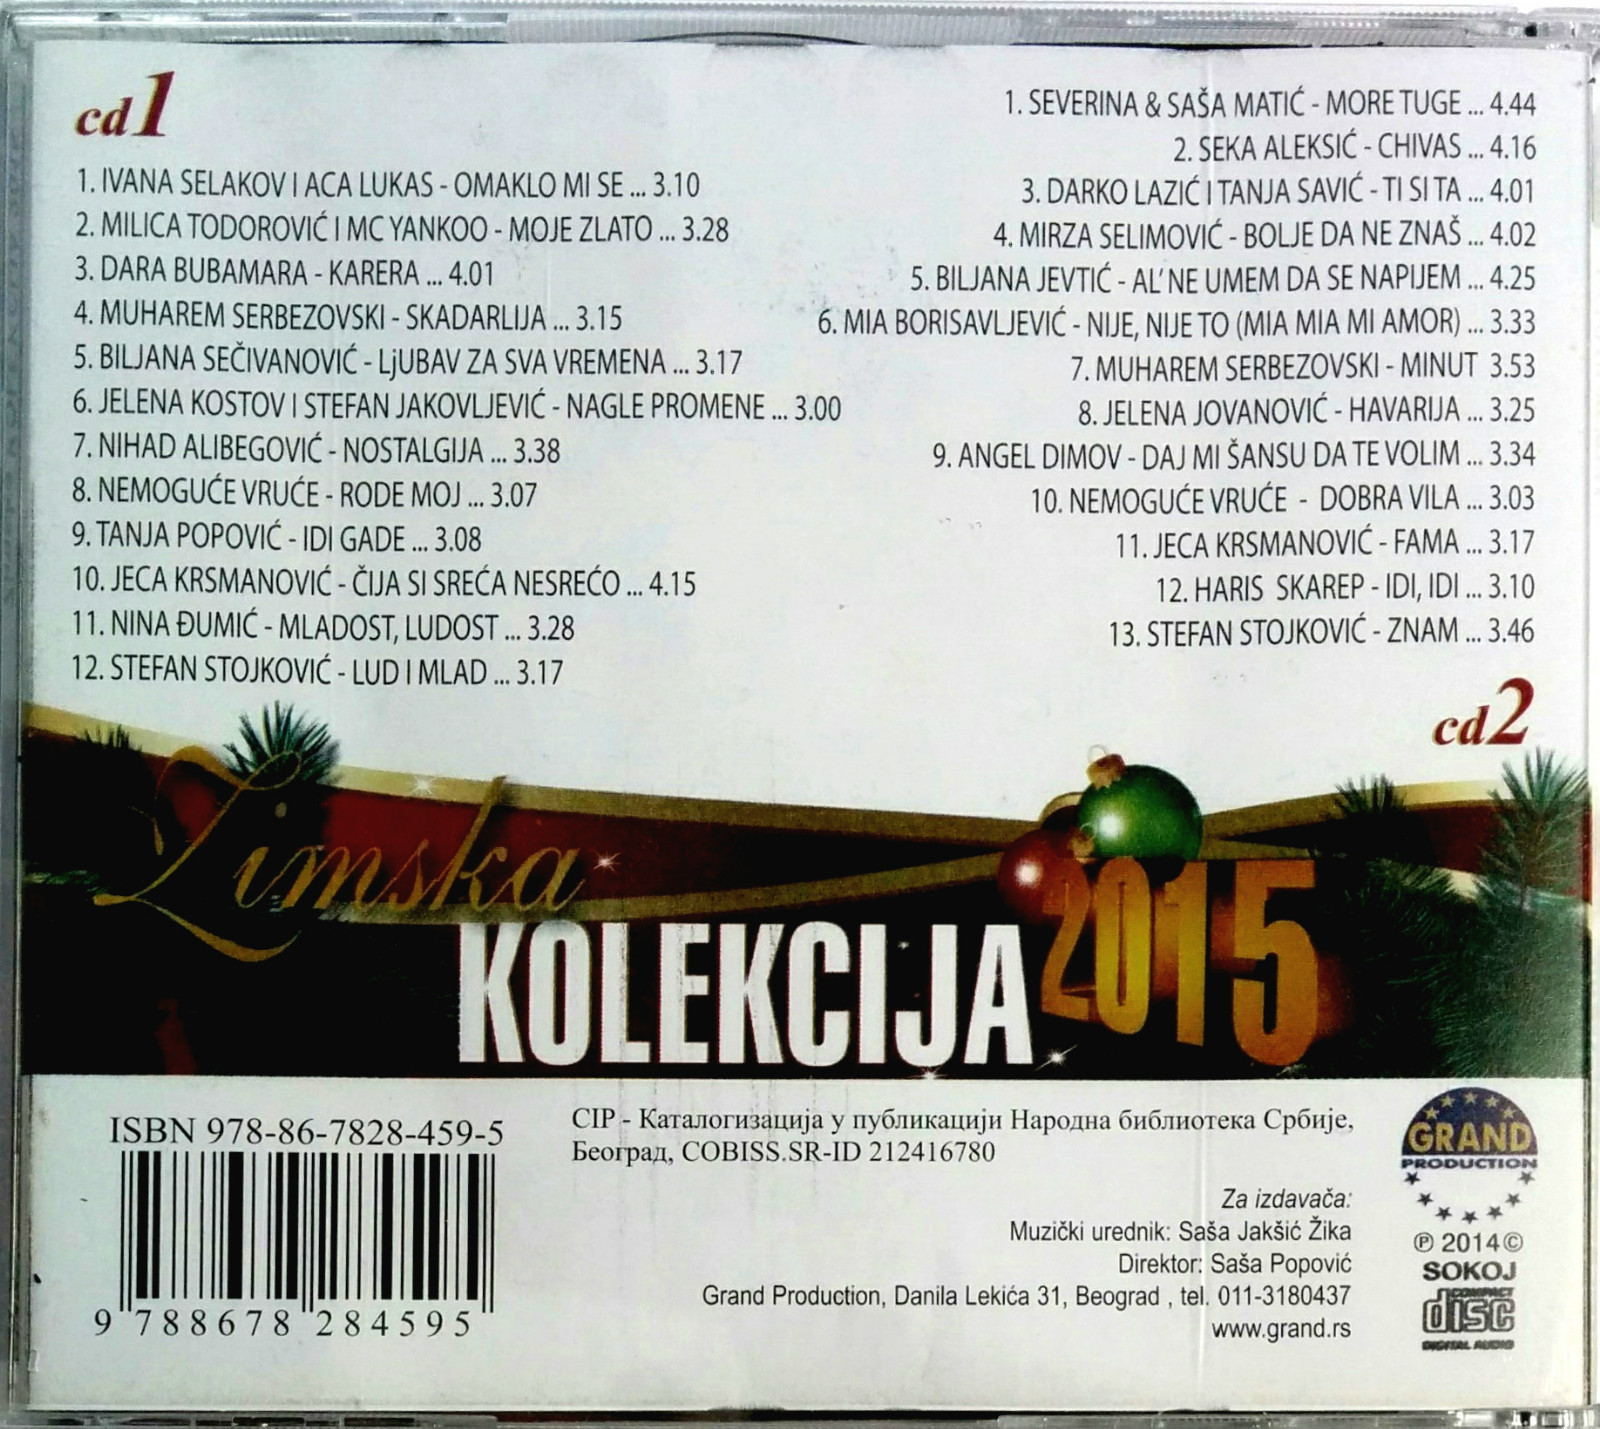 cd1
1. IVANA SELAKOV I ACA LUKAS - OMAKLO MI SE ... 3.10
2. MILICA TODOROVIĆ I MC YANKOO - MOJE ZLATO ... 3.28
3. DARA BUBAMARA - KARERA ... 4.01
4. MUHAREM SERBEZOVSKI - SKADARLIJA ... 3.15
5. BILJANA SEČIVANOVIĆ - LjUBAV ZA SVA VREMENA ... 3.17
6. JELENA KOSTOV I STEFAN JAKOVLJEVIĆ - NAGLE PROMENE ... 3.00
7. NIHAD ALIBEGOVIĆ - NOSTALGIJA ... 3.38
8. NEMOGUĆE VRUĆE - RODE MOJ ... 3.07
9. TANJA POPOVIĆ - IDI GADE ... 3.08
10. JECA KRSMANOVIĆ - ČIJA SI SREĆA NESREĆO ... 4.15
11. NINA ĐUMIĆ - MLADOST, LUDOST ... 3.28
12. STEFAN STOJKOVIĆ - LUD I MLAD ... 3.17
1. SEVERINA & SAŠA MATIĆ - MORE TUGE ... 4.44
2. SEKA ALEKSIĆ - CHIVAS ... 4.16
3. DARKO LAZIĆ I TANJA SAVIĆ - TI SI TA ... 4.01
4. MIRZA SELIMOVIĆ - BOLJE DA NE ZNAŠ ... 4.02
5. BILJANA JEVTIĆ - AL' NE UMEM DA SE NAPIJEM ... 4.25
6. MIA BORISAVLJEVIĆ - NIJE, NIJE TO (MIA MIA MI AMOR) ... 3.33
7. MUHAREM SERBEZOVSKI - MINUT 3.53
8. JELENA JOVANOVIĆ - HAVARIJA ... 3.25
9. ANGEL DIMOV - DAJ MI ŠANSU DA TE VOLIM ... 3.34
10. NEMOGUĆE VRUĆE - DOBRA VILA ... 3.03
11. JECA KRSMANOVIĆ - FAMA ... 3.17
12. HARIS SKAREP - IDI, IDI ... 3.10
13. STEFAN STOJKOVIĆ - ZNAM ... 3.46
cd2
Zimska
KOLEKCIJA 2015
ISBN 978-86-7828-459-5
9 788678 284595
CIP - Каталогизација у публикацији Народна библиотека Србије,
Београд, COBISS.SR-ID 212416780
Za izdavača:
Muzički urednik: Saša Jakšić Žika
Direktor: Saša Popović
Grand Production, Danila Lekića 31, Beograd , tel. 011-3180437
www.grand.rs
GRAND
PRODUCTION
℗ 2014 ©
SOKOJ
COMPACT
disc
DIGITAL AUDIO